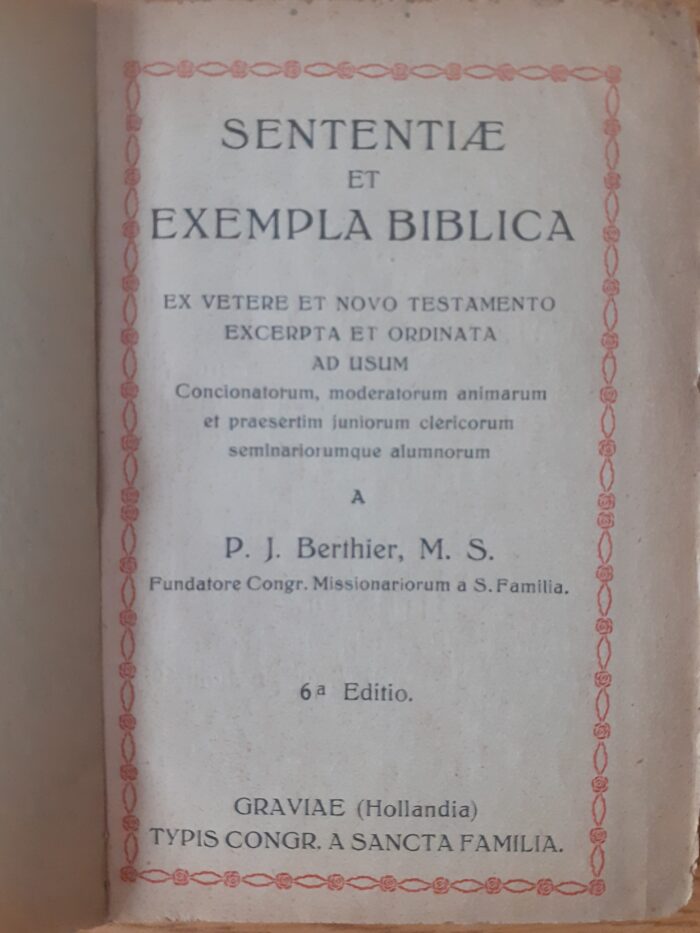 SENTENTIÆ
ET
EXEMPLA BIBLICA
EX VETERE ET NOVO TESTAMENTO
EXCERPTA ET ORDINATA
AD USUM
Concionatorum, moderatorum animarum
et praesertim juniorum clericorum
seminariorumque alumnorum
A
P. J. Berthier, M. S.
Fundatore Congr. Missionariorum a S. Familia.
6a Editio.
GRAVIAE (Hollandia)
TYPIS CONGR. A SANCTA FAMILIA.